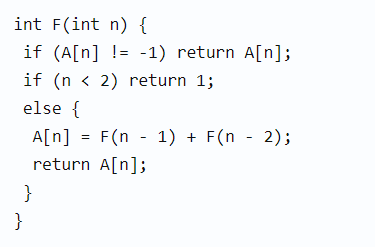 int F(int n) {
if (A[n] != -1) return A[n];
if (n < 2) return 1;
else {
A[n] = F(n - 1) + F(n - 2);
return A[n];
}
}